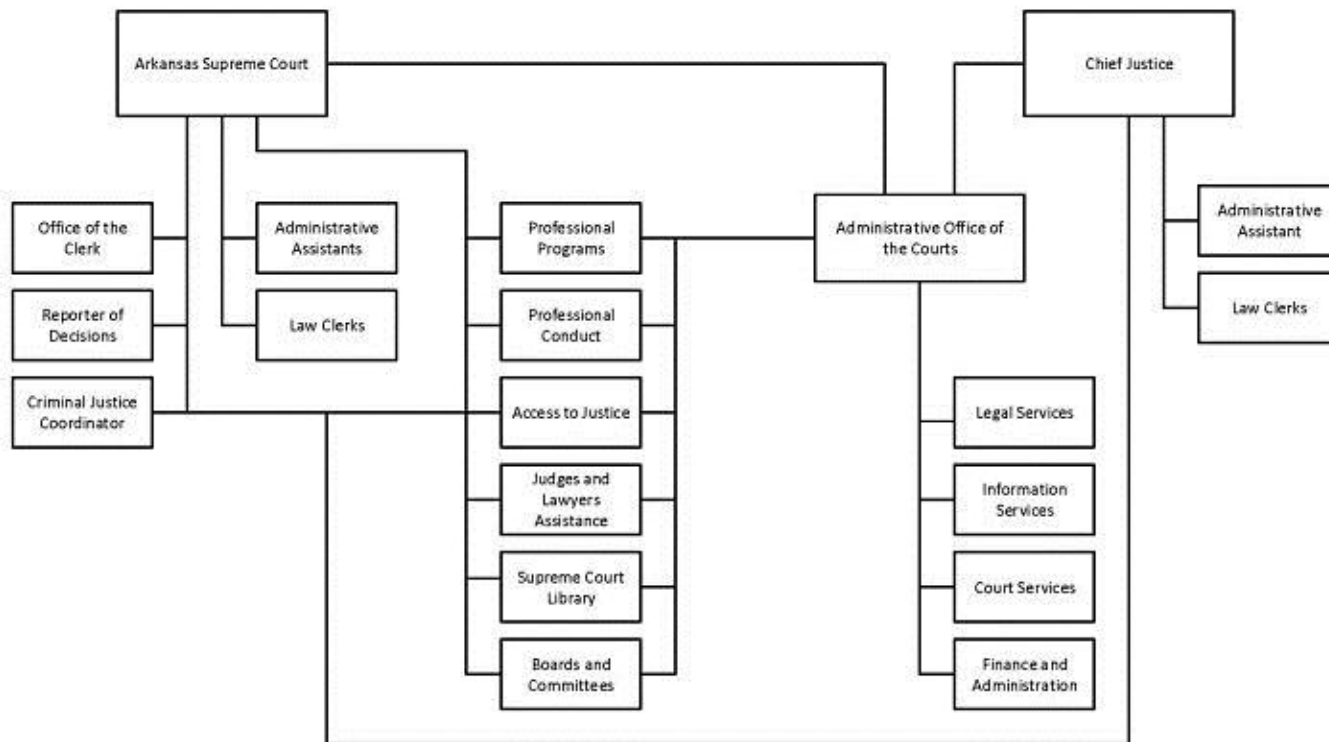 Arkansas Supreme Court
Chief Justice
Office of the
Clerk
Administrative
Assistants
Professional
Programs
Administrative Office of
the Courts
Administrative
Assistant
Reporter of
Decisions
Law Clerks
Professional
Conduct
Law Clerks
Criminal Justice
Coordinator
Access to Justice
Legal Services
Judges and
Lawyers
Assistance
Information
Services
Supreme Court
Library
Court Services
Boards and
Committees
Finance and
Administration